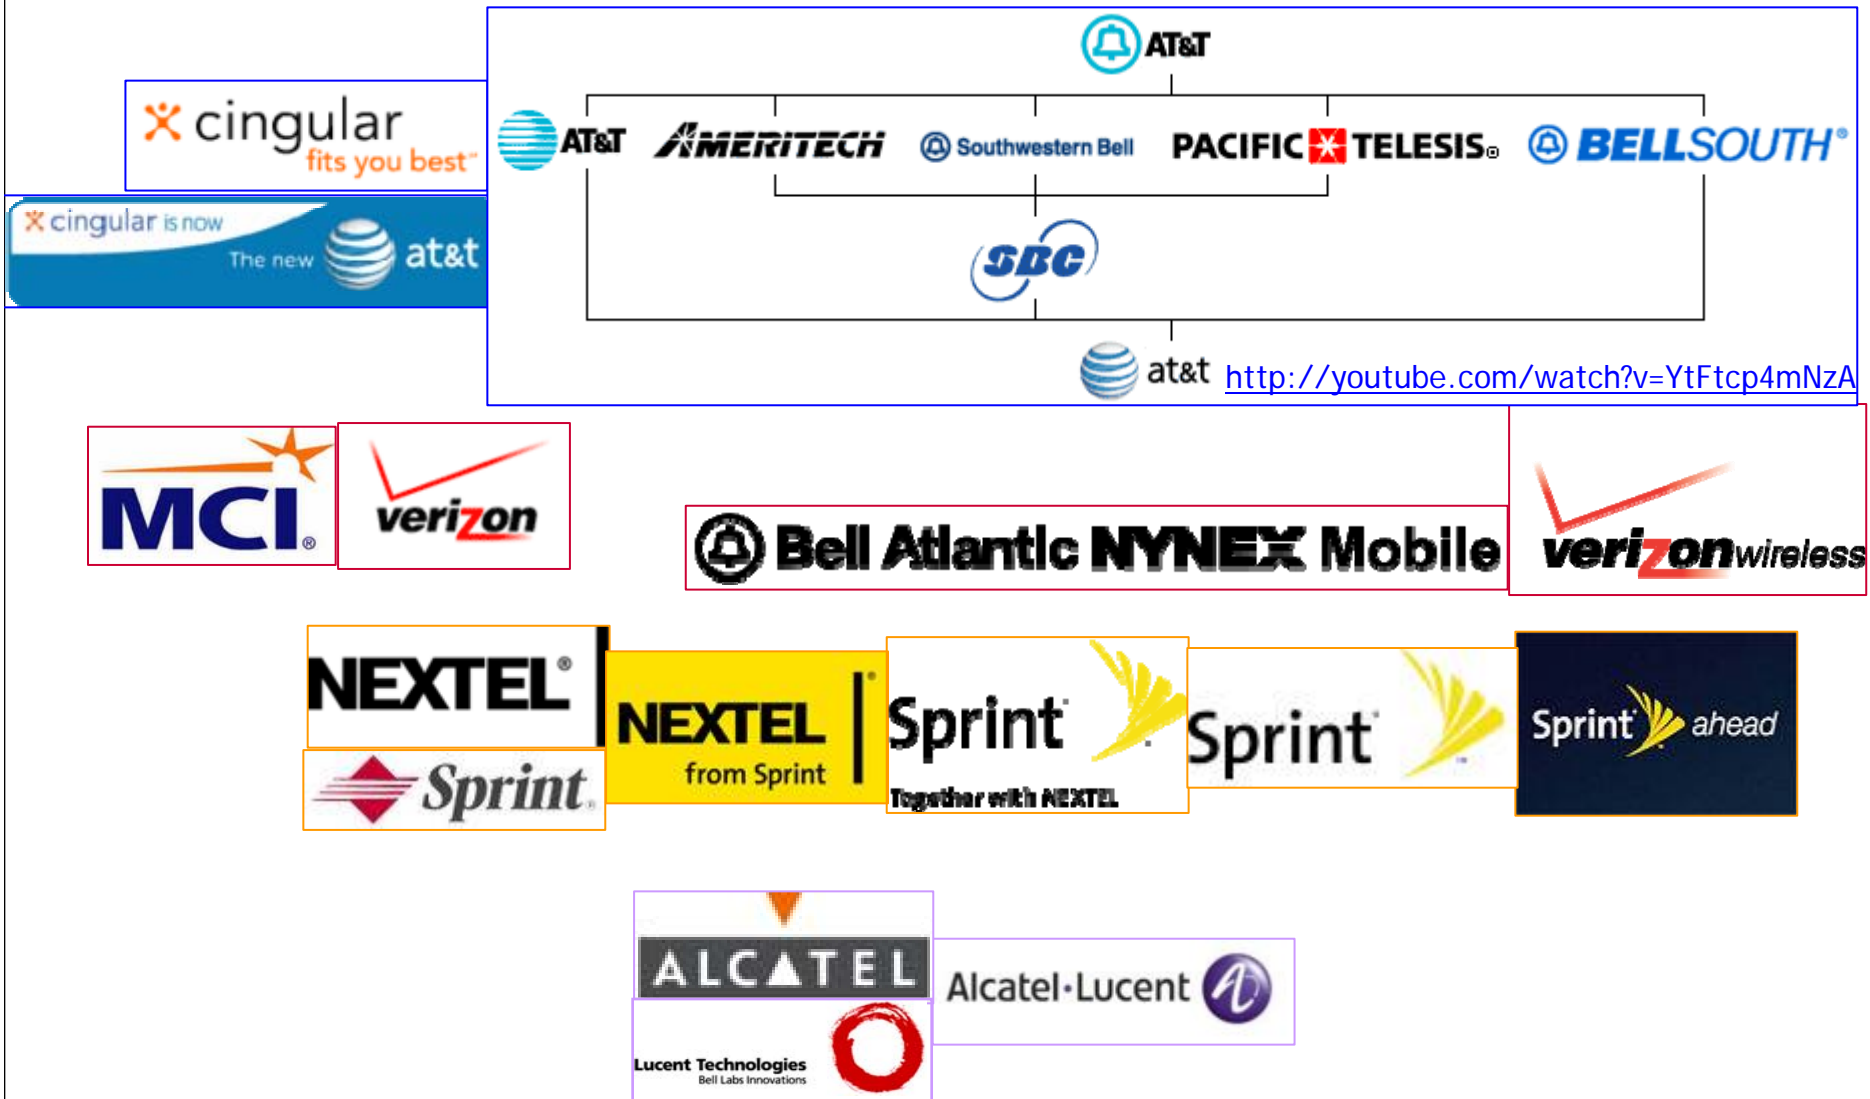 AT&T
cingular
fits you best℠
AT&T
AMERITECH
Southwestern Bell
PACIFIC TELESIS®
BELLSOUTH®
cingular is now
The new at&t
SBC
at&t
http://youtube.com/watch?v=YtFtcp4mNzA
MCI®
verizon
Bell Atlantic NYNEX Mobile
verizon wireless
NEXTEL®
Sprint®
NEXTEL®
from Sprint
Sprint
Together with NEXTEL
Sprint
Sprint ahead
ALCATEL
Lucent Technologies
Bell Labs Innovations
Alcatel·Lucent